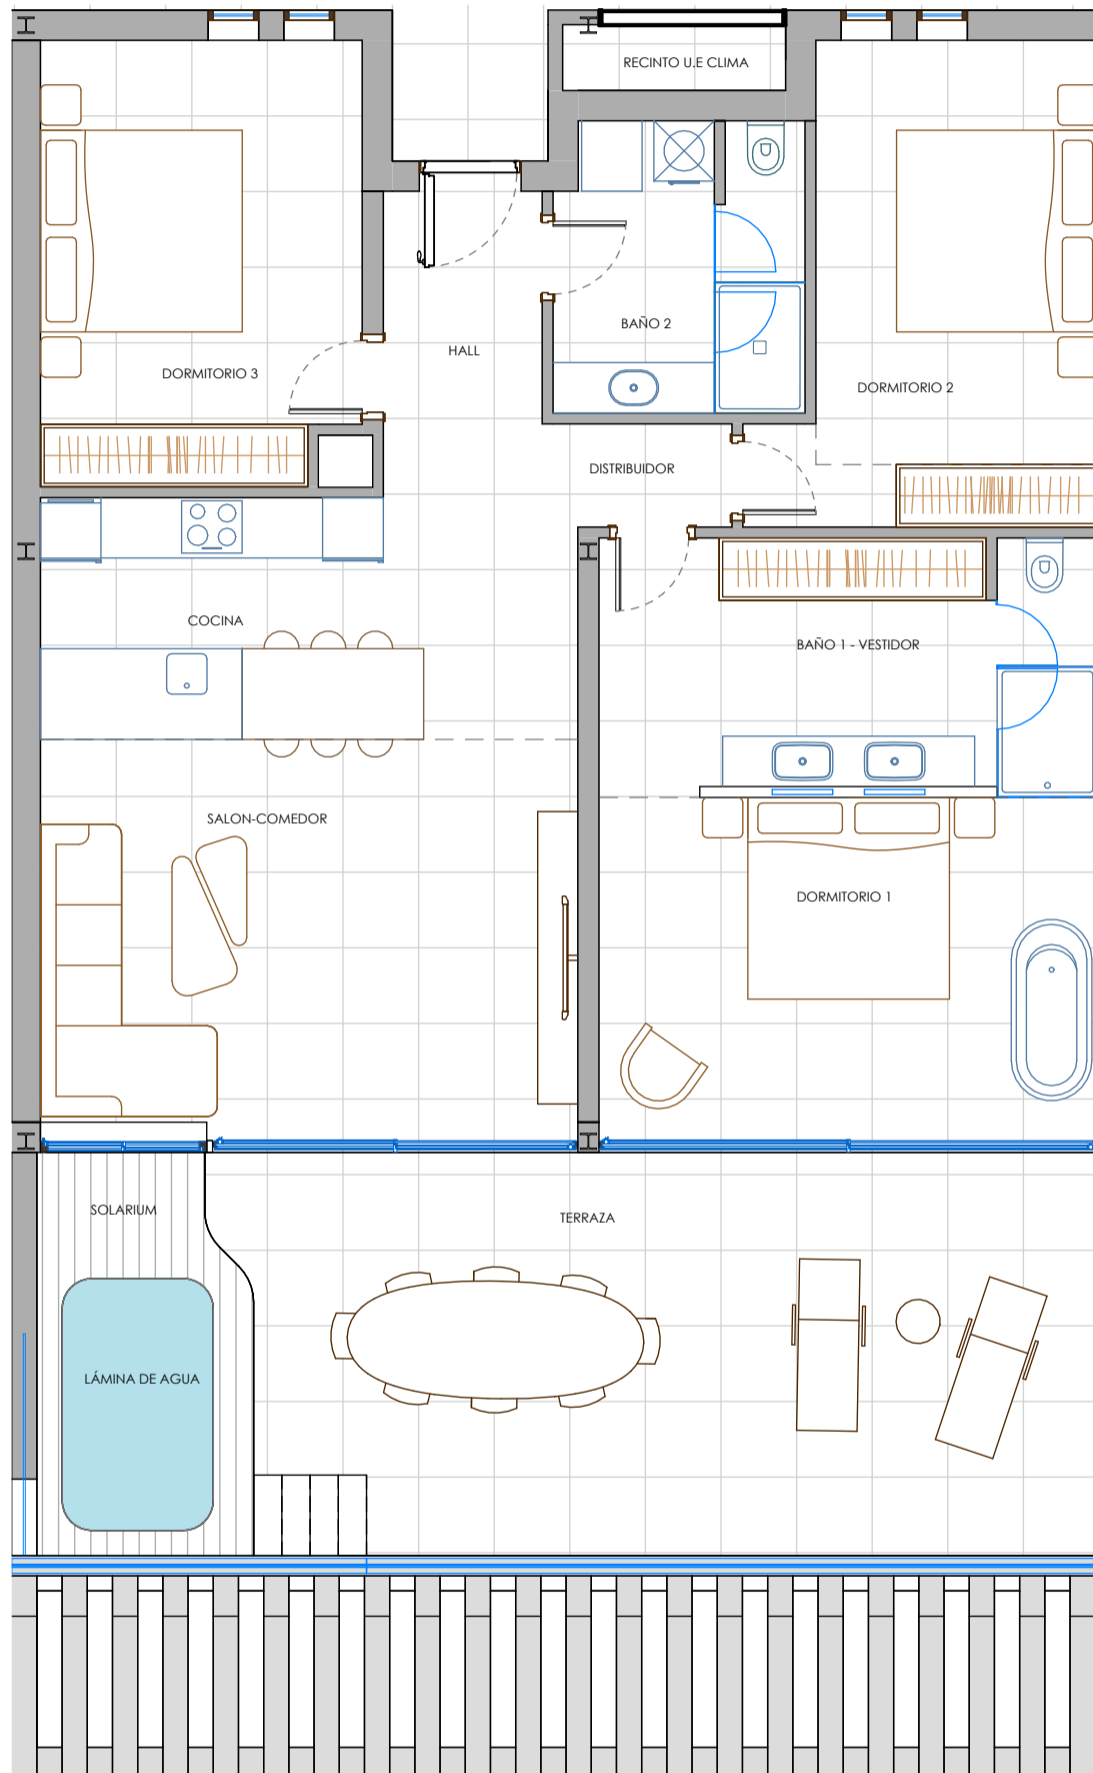 RECINTO U.E CLIMA
BAÑO 2
HALL
DORMITORIO 3
DORMITORIO 2
DISTRIBUIDOR
COCINA
BAÑO 1 - VESTIDOR
SALON-COMEDOR
DORMITORIO 1
SOLARIUM
TERRAZA
LÁMINA DE AGUA